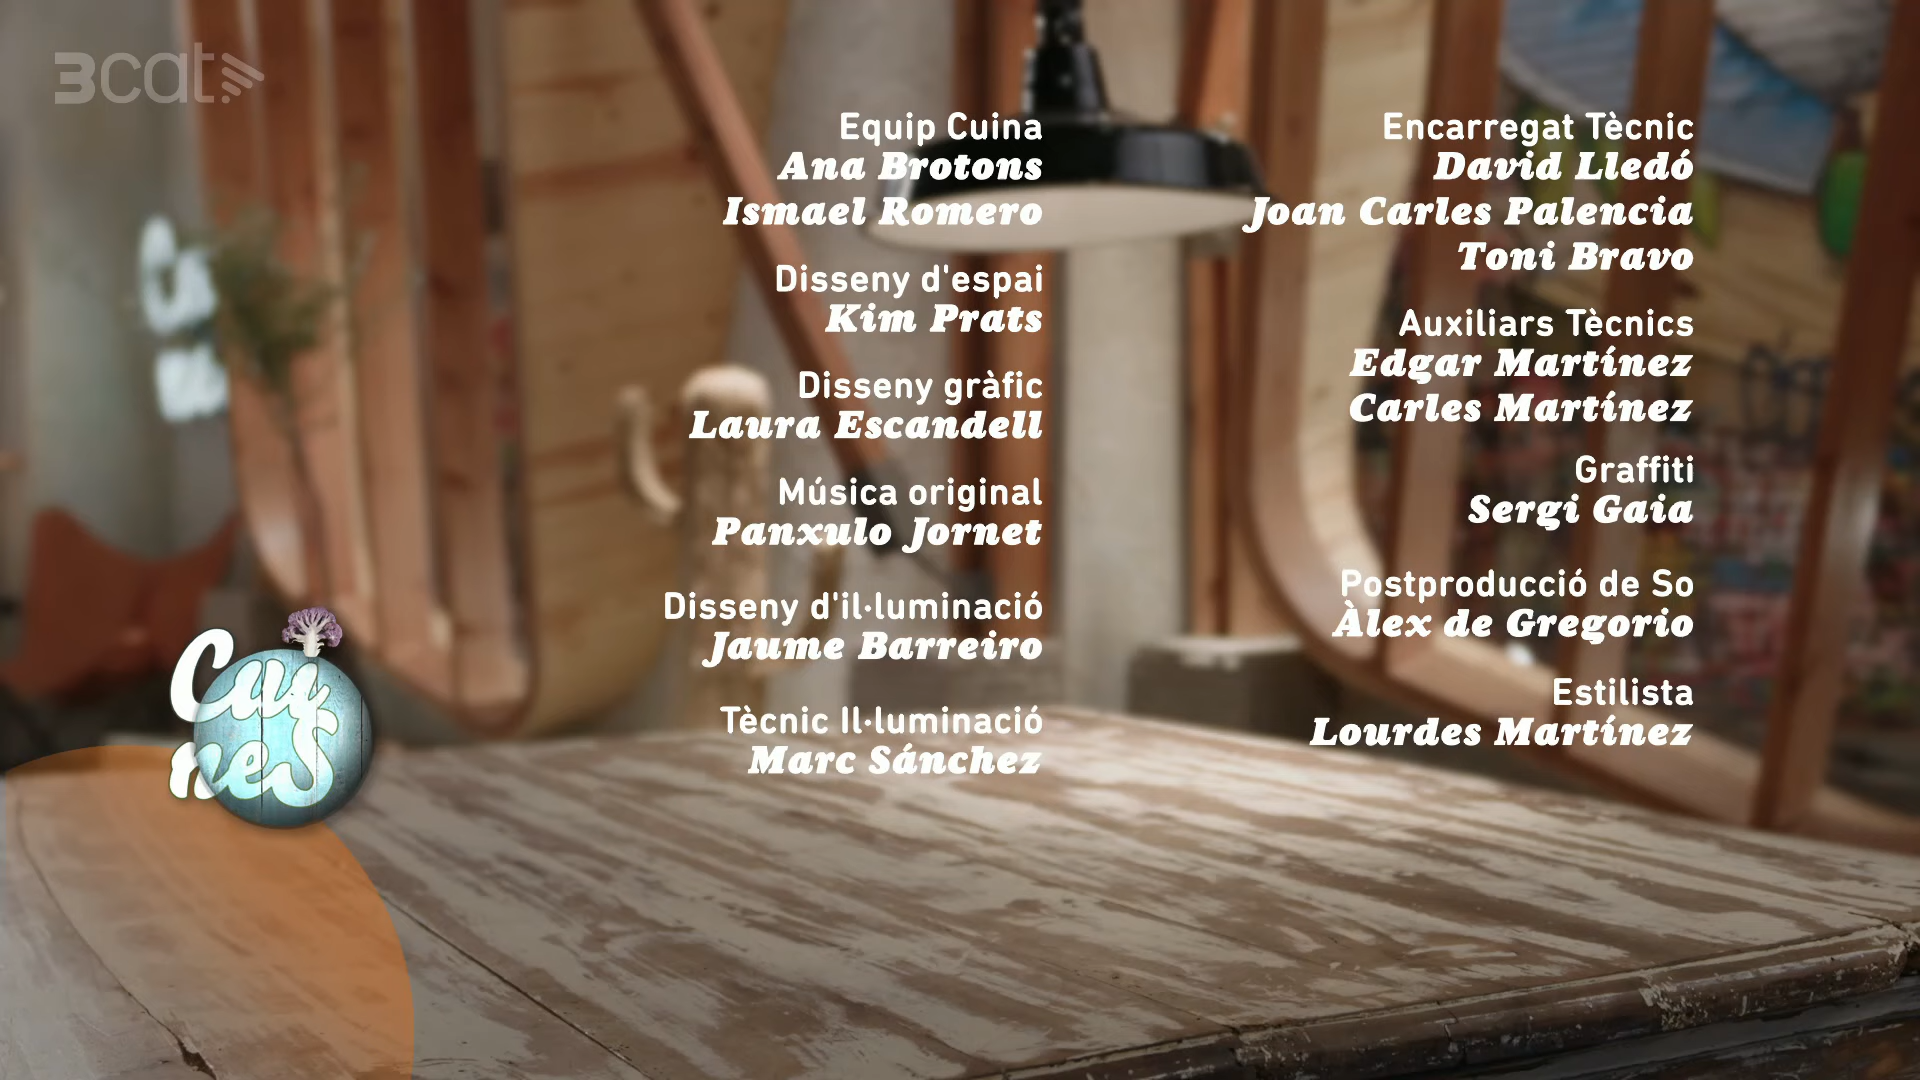 3cat
Equip Cuina
Ana Brotons
Ismael Romero
Disseny d'espai
Kim Prats
Disseny gràfic
Laura Escandell
Música original
Panxulo Jornet
Disseny d'il·luminació
Jaume Barreiro
Tècnic Il·luminació
Marc Sánchez
Encarregat Tècnic
David Lledó
Joan Carles Palencia
Toni Bravo
Auxiliars Tècnics
Edgar Martínez
Carles Martínez
Graffiti
Sergi Gaia
Postproducció de So
Àlex de Gregorio
Estilista
Lourdes Martínez
Cui
nes